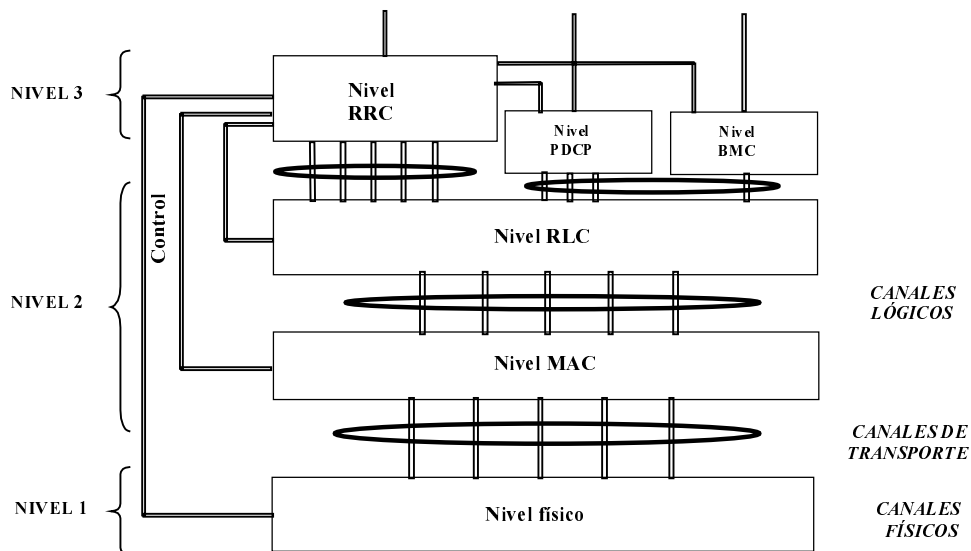 NIVEL 3
Nivel
RRC
Nivel
PDCP
Nivel
BMC
Control
Nivel RLC
NIVEL 2
CANALES
LÓGICOS
Nivel MAC
CANALES DE
TRANSPORTE
NIVEL 1
Nivel físico
CANALES
FÍSICOS